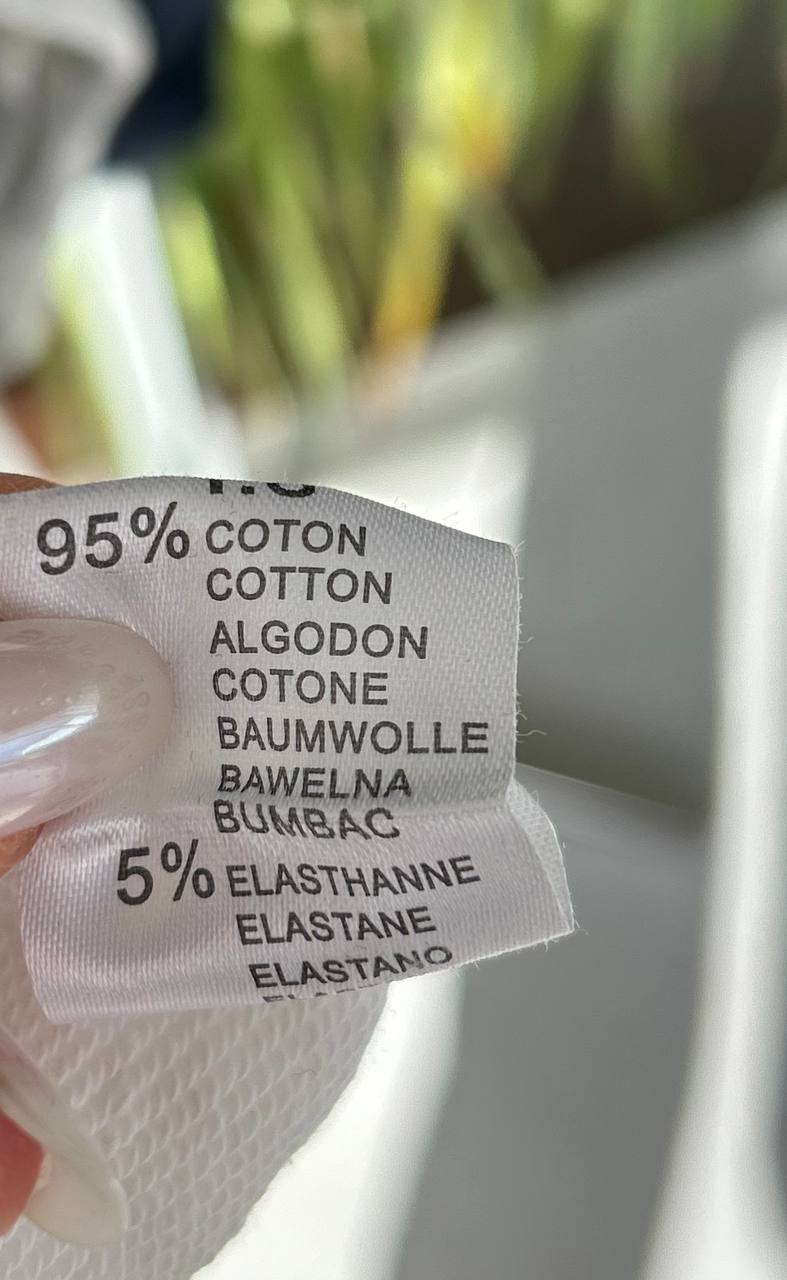 95% COTON
COTTON
ALGODON
COTONE
BAUMWOLLE
BAWELNA
BUMBAC
5% ELASTHANNE
ELASTANE
ELASTANO